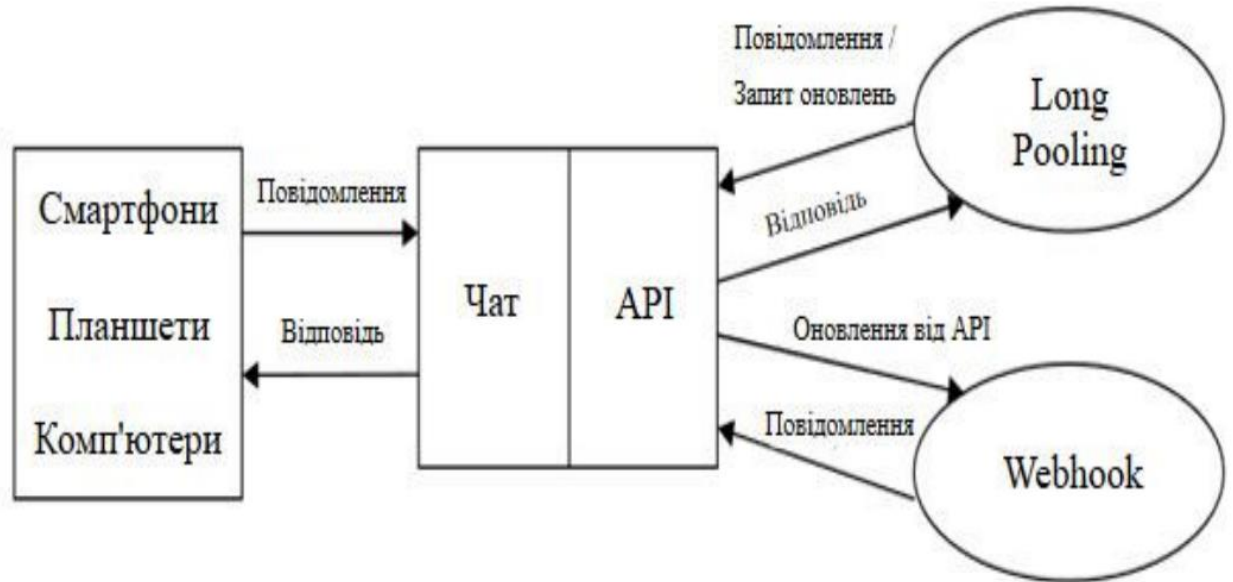 Смартфони
Планшети
Комп'ютери
Повідомлення
Відповідь
Чат
API
Повідомлення /
Запит оновлень
Відповідь
Long
Pooling
Оновлення від API
Повідомлення
Webhook